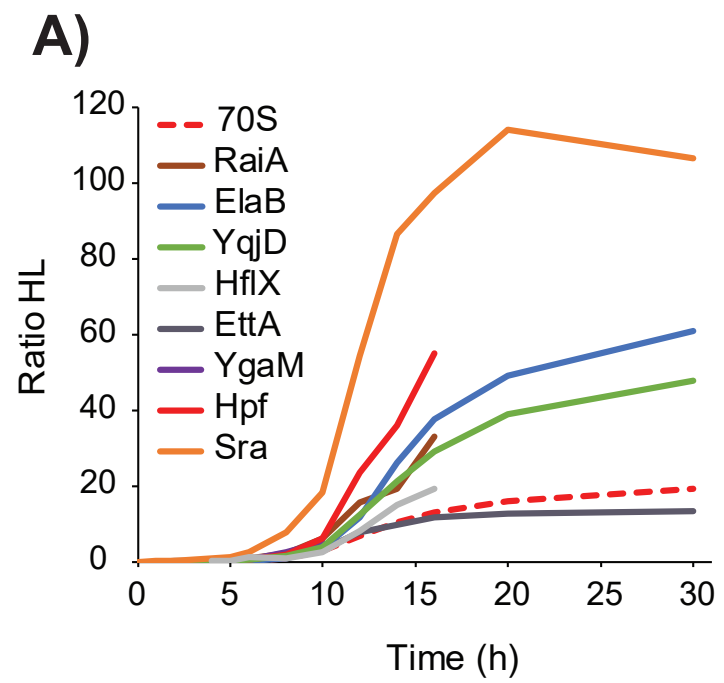 A)
120
100
80
60
40
20
0
Ratio HL
70S
RaiA
ElaB
YqjD
HflX
EttA
YgaM
Hpf
Sra
0 5 10 15 20 25 30
Time (h)